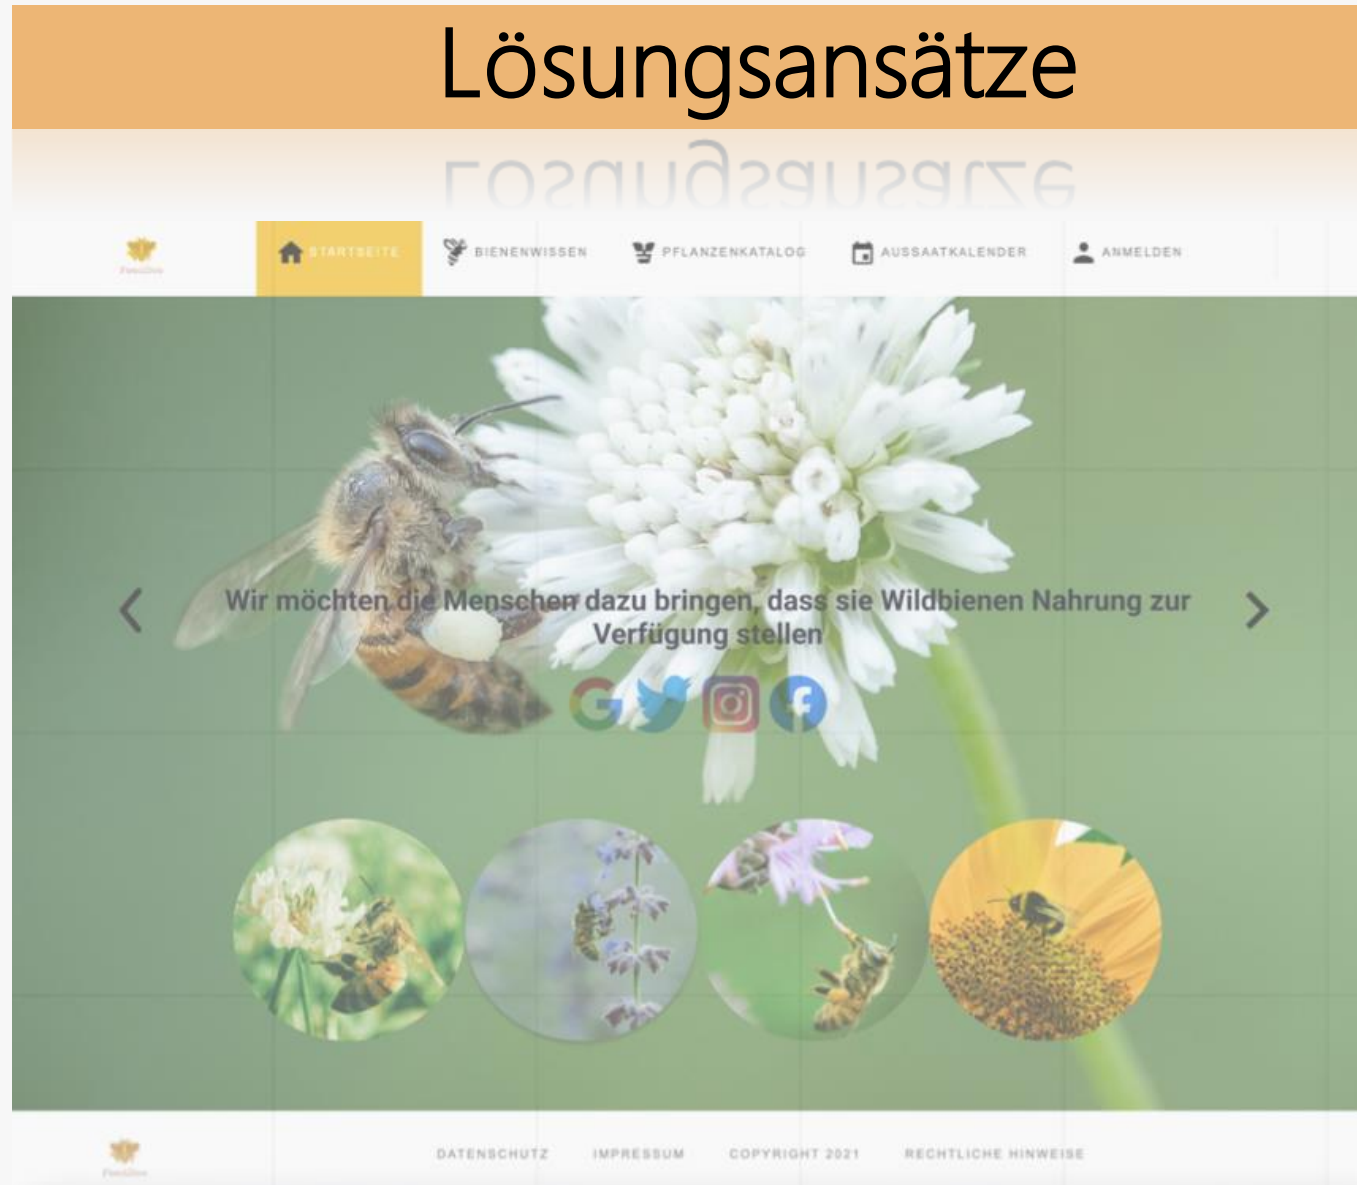 Lösungsansätze
STARTSEITE
BIENENWISSEN
PFLANZENKATALOG
AUSSAATKALENDER
ANMELDEN
Wir möchten die Menschen dazu bringen, dass sie Wildbienen Nahrung zur
Verfügung stellen
DATENSCHUTZ
IMPRESSUM
COPYRIGHT 2021
RECHTLICHE HINWEISE